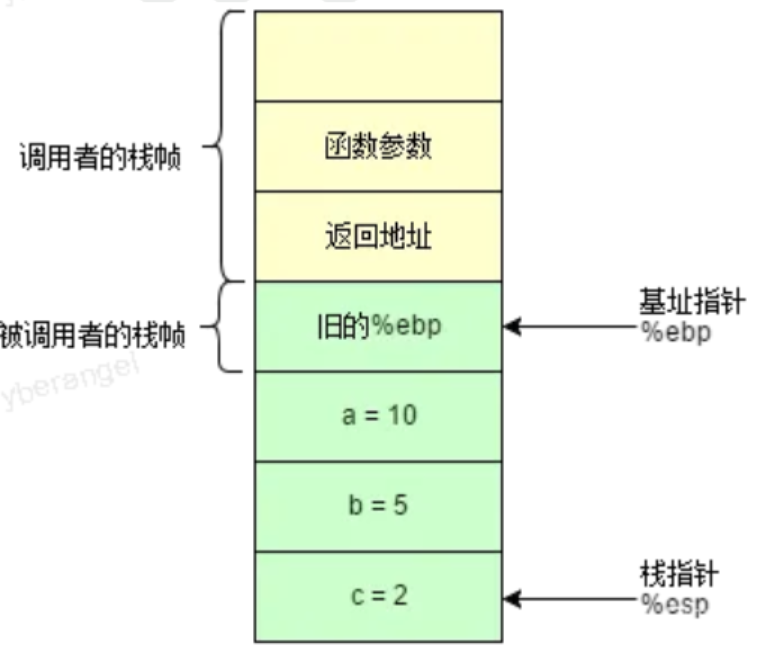 函数参数
调用者的栈帧
返回地址
基址指针
%ebp
旧的%ebp
被调用者的栈帧
a = 10
yberangel
b = 5
栈指针
%esp
c = 2